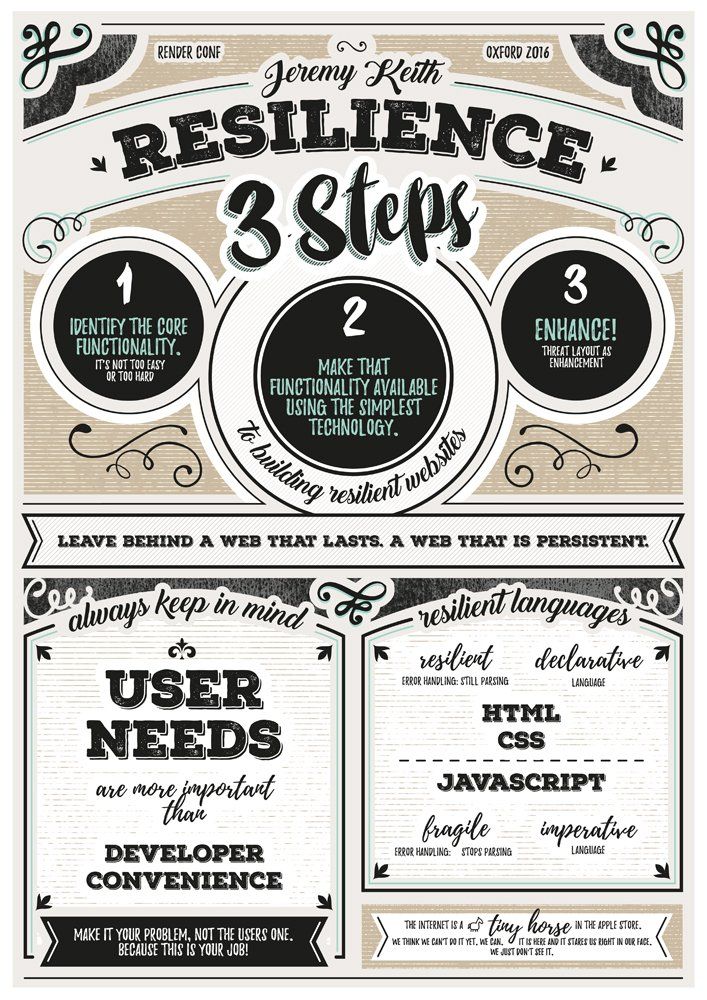 RENDER CONF
OXFORD 2016
Jeremy Keith
RESILIENCE
3 Steps
1
IDENTIFY THE CORE
FUNCTIONALITY.
IT'S NOT TOO EASY
OR TOO HARD
2
MAKE THAT
FUNCTIONALITY AVAILABLE
USING THE SIMPLEST
TECHNOLOGY.
3
ENHANCE!
THREAT LAYOUT AS
ENHANCEMENT
to building resilient websites
LEAVE BEHIND A WEB THAT LASTS. A WEB THAT IS PERSISTENT.
always keep in mind
USER
NEEDS
are more important
than
DEVELOPER
CONVENIENCE
MAKE IT YOUR PROBLEM, NOT THE USERS ONE.
BECAUSE THIS IS YOUR JOB!
resilient languages
resilient declarative
ERROR HANDLING: STILL PARSING LANGUAGE
HTML
CSS
JAVASCRIPT
fragile imperative
ERROR HANDLING: STOPS PARSING LANGUAGE
THE INTERNET IS A tiny horse IN THE APPLE STORE.
WE THINK WE CAN'T DO IT YET. WE CAN. IT IS HERE AND IT STARES US RIGHT IN OUR FACE.
WE JUST DON'T SEE IT.